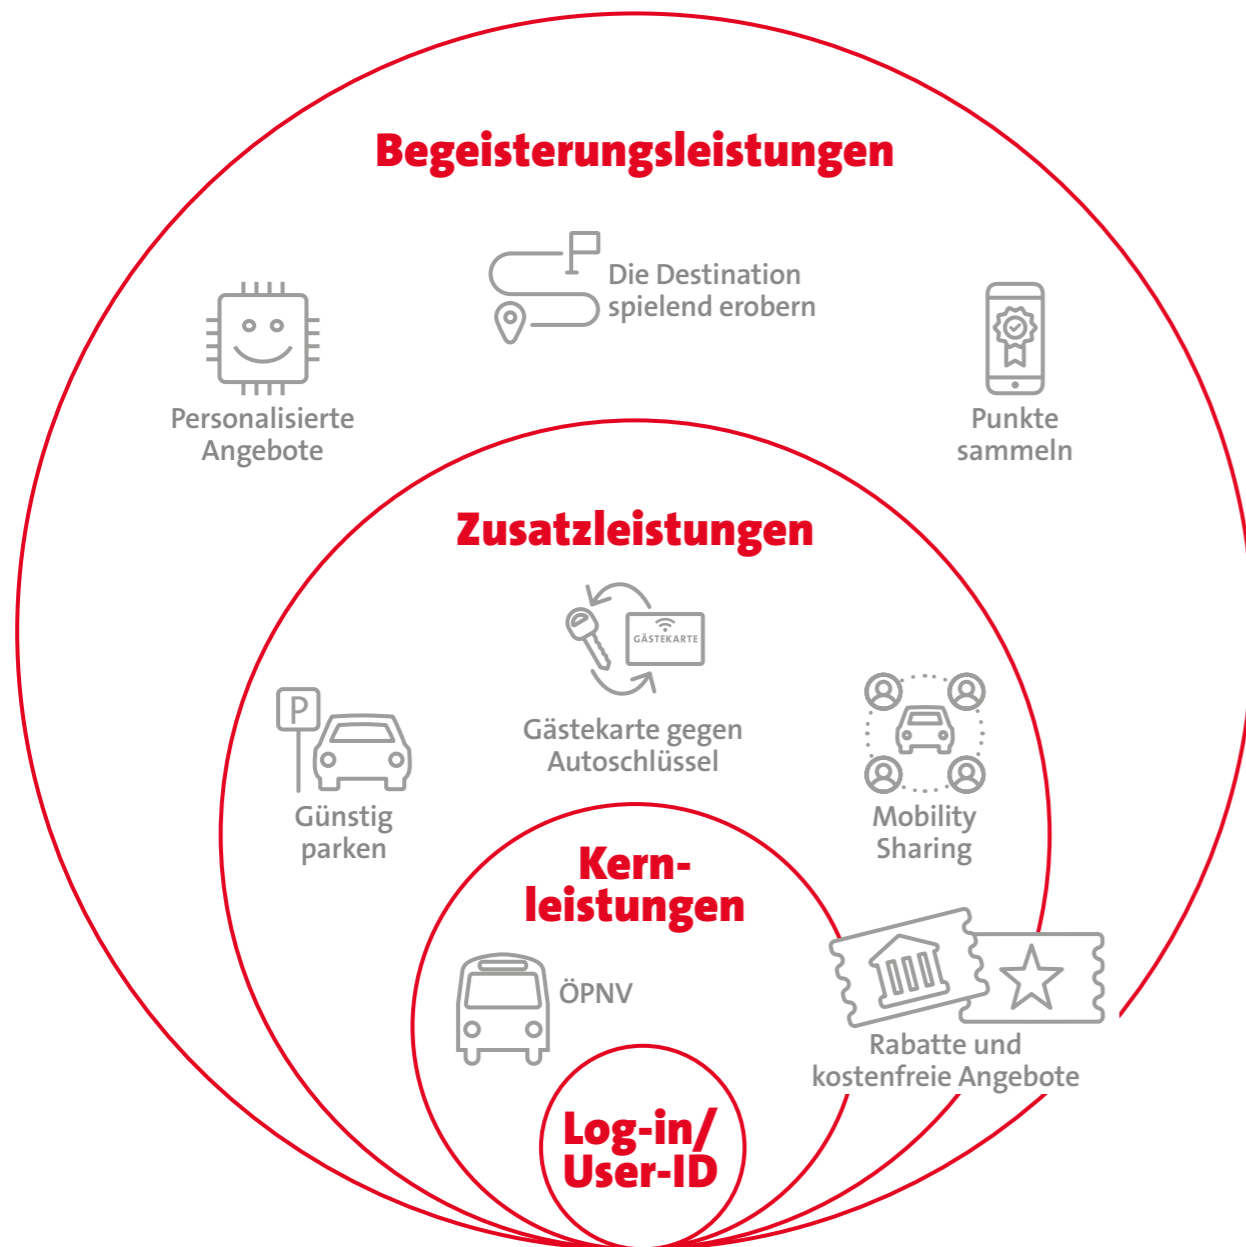 Begeisterungsleistungen
Die Destination
spielend erobern
Personalisierte
Angebote
Punkte
sammeln
Zusatzleistungen
GÄSTEKARTE
Gästekarte gegen
Autoschlüssel
P
Günstig
parken
Mobility
Sharing
Kern-
leistungen
ÖPNV
Rabatte und
kostenfreie Angebote
Log-in/
User-ID